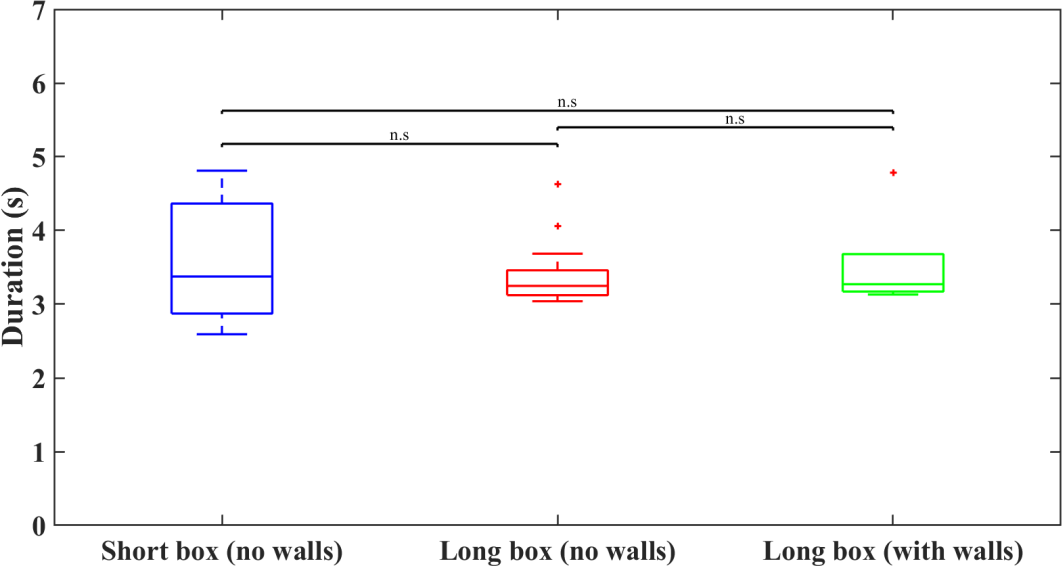 7
6
5
4
3
2
1
0
Duration (s)
n.s
n.s
n.s
Short box (no walls)
Long box (no walls)
Long box (with walls)